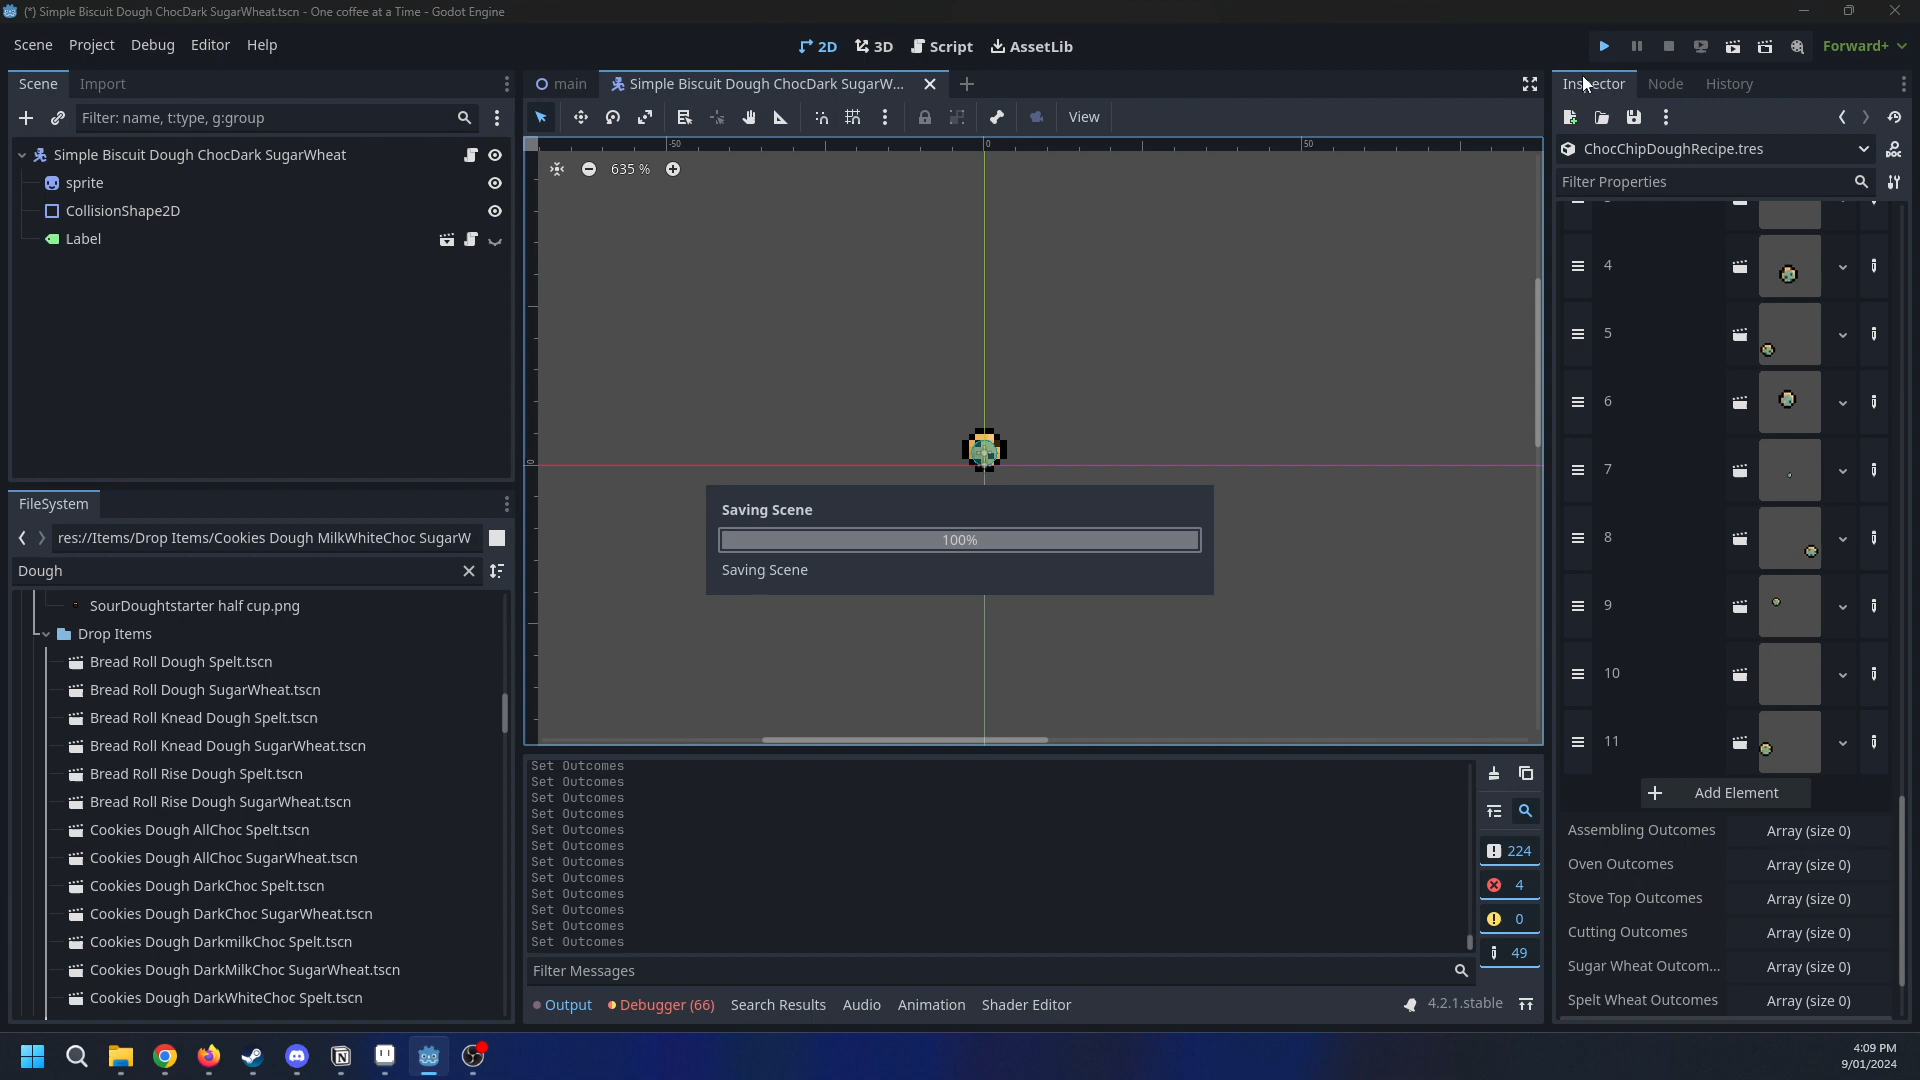 (*) Simple Biscuit Dough ChocDark SugarWheat.tscn - One coffee at a Time - Godot Engine
Scene Project Debug Editor Help
2D 3D Script AssetLib
Forward+
Scene Import
main Simple Biscuit Dough ChocDark SugarW...
Inspector Node History
Filter: name, t:type, g:group
View
ChocChipDoughRecipe.tres
Filter Properties
Simple Biscuit Dough ChocDark SugarWheat
sprite
CollisionShape2D
Label
-50 0 50
635 %
0
4
5
6
7
8
9
10
11
Add Element
Assembling Outcomes Array (size 0)
Oven Outcomes Array (size 0)
Stove Top Outcomes Array (size 0)
Cutting Outcomes Array (size 0)
Sugar Wheat Outcom... Array (size 0)
Spelt Wheat Outcomes Array (size 0)
Saving Scene
100%
Saving Scene
FileSystem
res://Items/Drop Items/Cookies Dough MilkWhiteChoc SugarW
Dough
SourDoughtstarter half cup.png
Drop Items
Bread Roll Dough Spelt.tscn
Bread Roll Dough SugarWheat.tscn
Bread Roll Knead Dough Spelt.tscn
Bread Roll Knead Dough SugarWheat.tscn
Bread Roll Rise Dough Spelt.tscn
Bread Roll Rise Dough SugarWheat.tscn
Cookies Dough AllChoc Spelt.tscn
Cookies Dough AllChoc SugarWheat.tscn
Cookies Dough DarkChoc Spelt.tscn
Cookies Dough DarkChoc SugarWheat.tscn
Cookies Dough DarkmilkChoc Spelt.tscn
Cookies Dough DarkMilkChoc SugarWheat.tscn
Cookies Dough DarkWhiteChoc Spelt.tscn
Set Outcomes
Set Outcomes
Set Outcomes
Set Outcomes
Set Outcomes
Set Outcomes
Set Outcomes
Set Outcomes
Set Outcomes
Set Outcomes
Set Outcomes
Set Outcomes
224
4
0
49
Filter Messages
Output Debugger (66) Search Results Audio Animation Shader Editor
4.2.1.stable
4:09 PM
9/01/2024